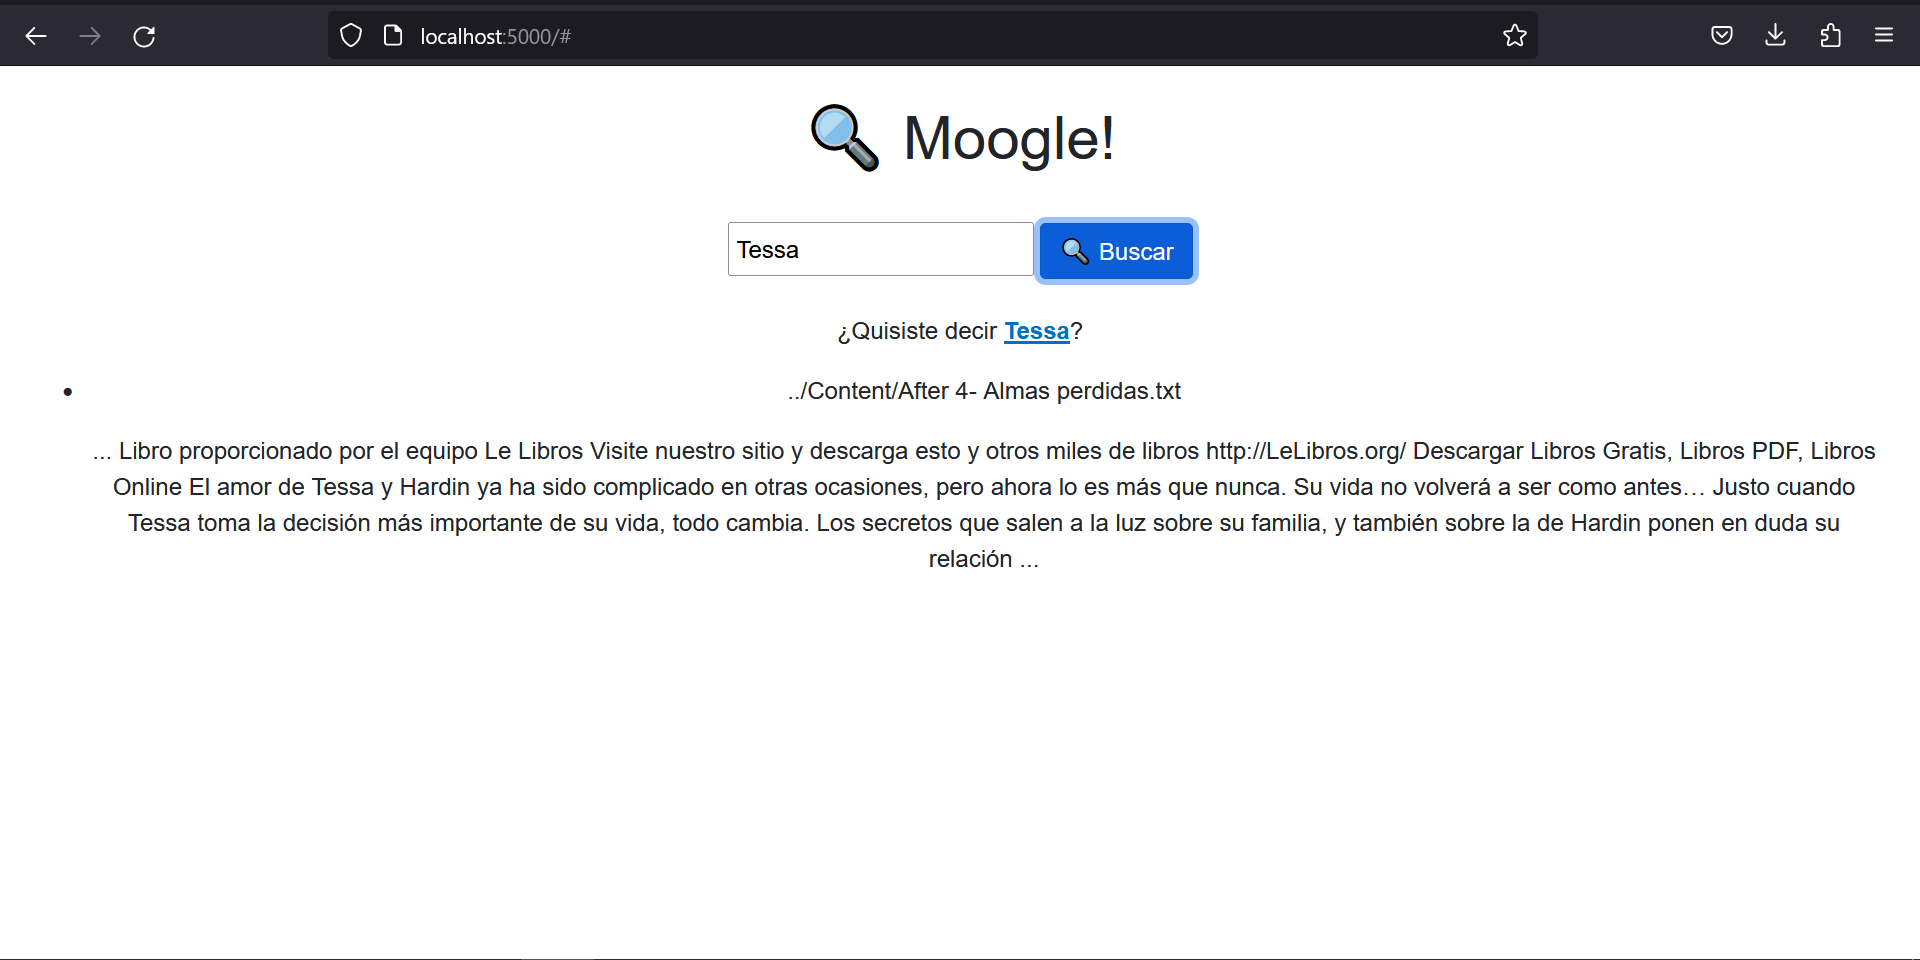 localhost:5000/#
Moogle!
Tessa
Buscar
¿Quisiste decir Tessa?
../Content/After 4- Almas perdidas.txt
... Libro proporcionado por el equipo Le Libros Visite nuestro sitio y descarga esto y otros miles de libros http://LeLibros.org/ Descargar Libros Gratis, Libros PDF, Libros
Online El amor de Tessa y Hardin ya ha sido complicado en otras ocasiones, pero ahora lo es más que nunca. Su vida no volverá a ser como antes… Justo cuando
Tessa toma la decisión más importante de su vida, todo cambia. Los secretos que salen a la luz sobre su familia, y también sobre la de Hardin ponen en duda su
relación ...